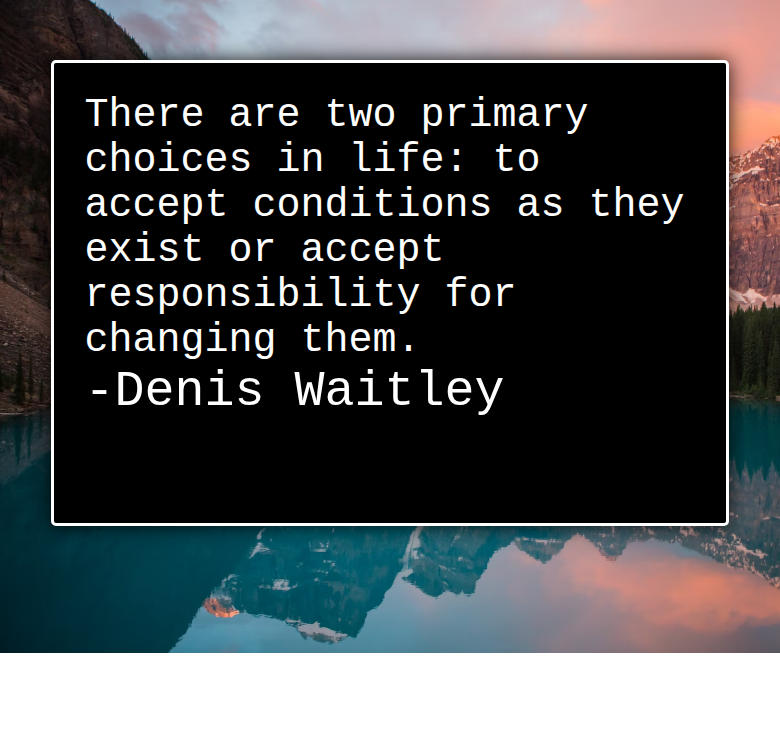 There are two primary
choices in life: to
accept conditions as they
exist or accept
responsibility for
changing them.
-Denis Waitley